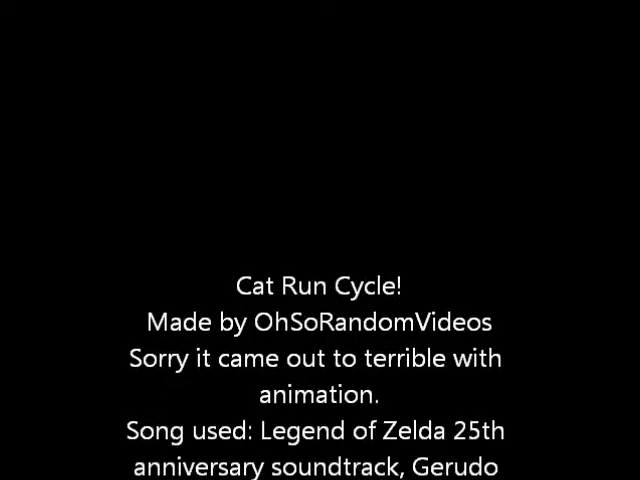 Cat Run Cycle!
Made by OhSoRandomVideos
Sorry it came out to terrible with
animation.
Song used: Legend of Zelda 25th
anniversary soundtrack, Gerudo